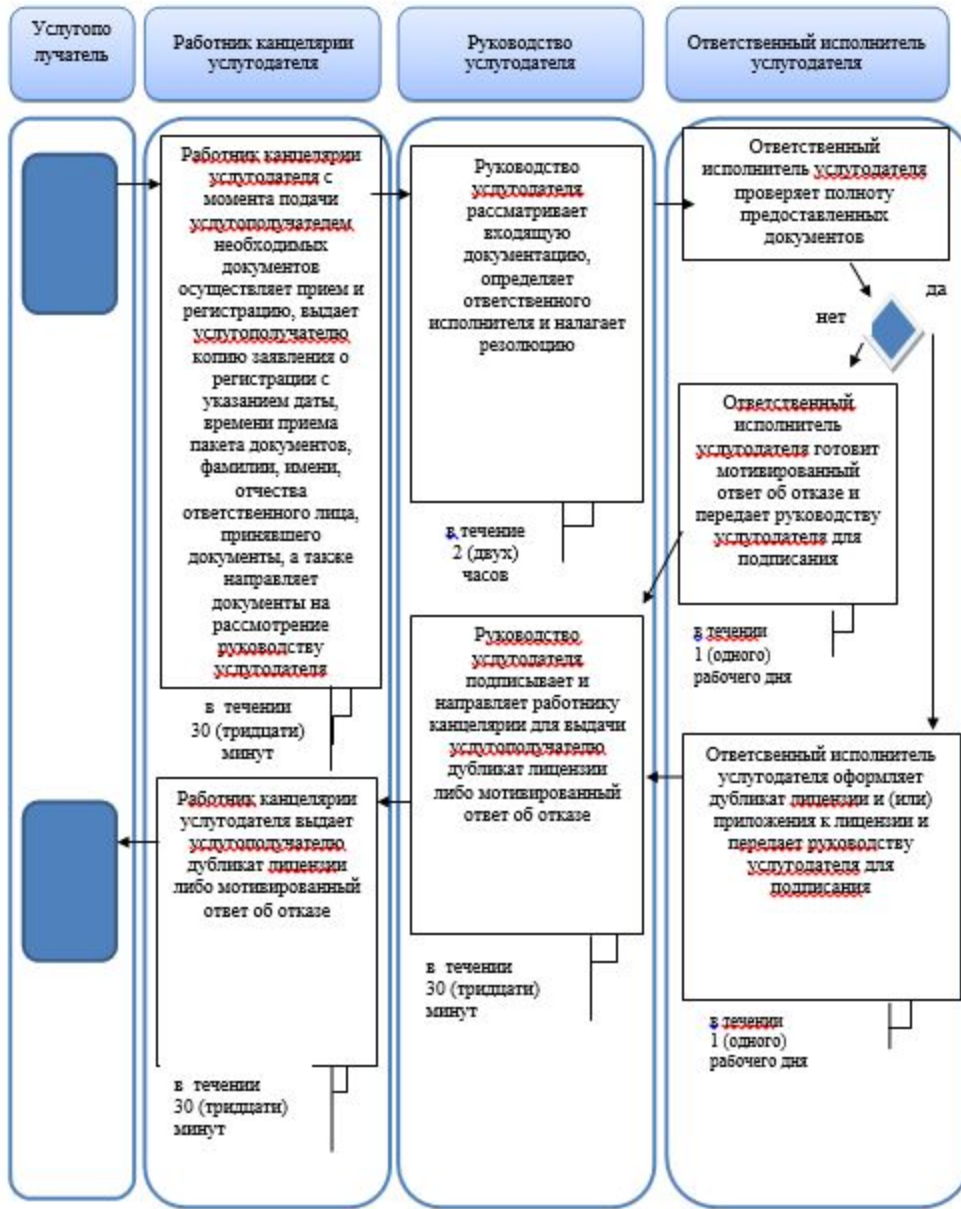 Услугопо
лучатель
Работник канцелярии
услугодателя
Руководство
услугодателя
Ответственный исполнитель
услугодателя
Работник канцелярии
услугодателя с
момента подачи
услугополучателем
необходимых
документов
осуществляет прием и
регистрацию, выдает
услугополучателю
копию заявления о
регистрации с
указанием даты,
времени приема
пакета документов,
фамилии, имени,
отчества
ответственного лица,
принявшего
документы, а также
направляет
документы на
рассмотрение
руководству
услугодателя
в течении
30 (тридцати)
минут
Руководство
услугодателя
рассматривает
входящую
документацию,
определяет
ответственного
исполнителя и налагает
резолюцию
в течение
2 (двух)
часов
Ответственный
исполнитель услугодателя
проверяет полноту
предоставленных
документов
да
нет
Ответственный
исполнитель
услугодателя готовит
мотивированный
ответ об отказе и
передает руководству
услугодателя для
подписания
в течении
1 (одного)
рабочего дня
Ответсвенный исполнитель
услугодателя оформляет
дубликат лицензии и (или)
приложения к лицензии и
передает руководству
услугодателя для
подписания
в течении
1 (одного)
рабочего дня
Руководство
услугодателя
подписывает и
направляет работнику
канцелярии для выдачи
услугополучателю
дубликат лицензии
либо мотивированный
ответ об отказе
в течении
30 (тридцати)
минут
Работник канцелярии
услугодателя выдает
услугополучателю
дубликат лицензии
либо мотивированный
ответ об отказе
в течении
30 (тридцати)
минут